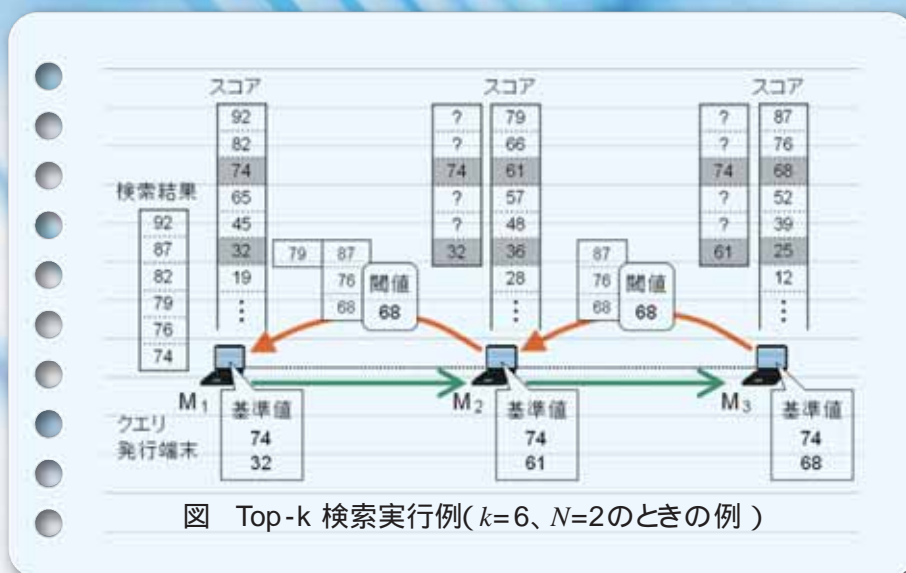 スコア
92
82
74
65
45
32
19
⋮
検索結果
92
87
82
79
76
74
79 87
76
68
閾値
68
スコア
? 79
? 66
74 61
? 57
? 48
32 36
28
⋮
87
76
68
閾値
68
スコア
? 87
? 76
74 68
? 52
? 39
61 25
12
⋮
M1
クエリ
発行端末
基準値
74
32
M2
基準値
74
61
M3
基準値
74
68
図 Top-k 検索実行例(k=6、N=2のときの例)